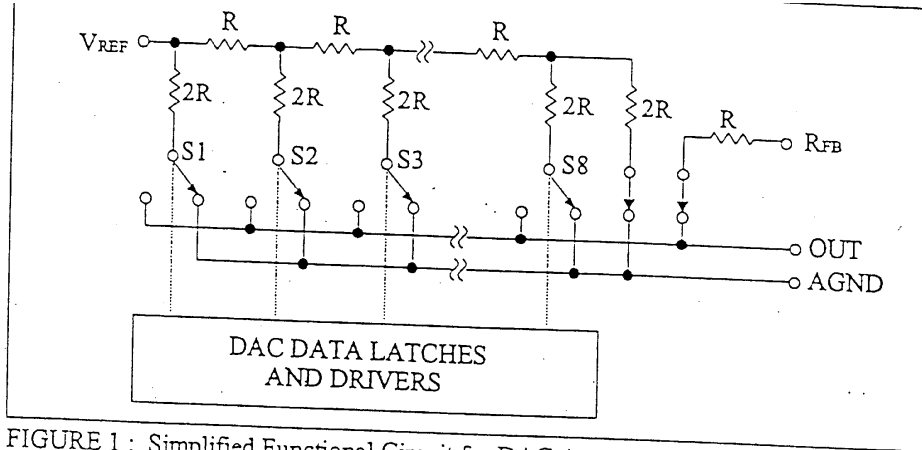 R R R
VREF
2R 2R 2R 2R 2R R
RFB
S1 S2 S3 S8
OUT
AGND
DAC DATA LATCHES
AND DRIVERS
FIGURE 1 : Simplified Functional Circuit for DAC